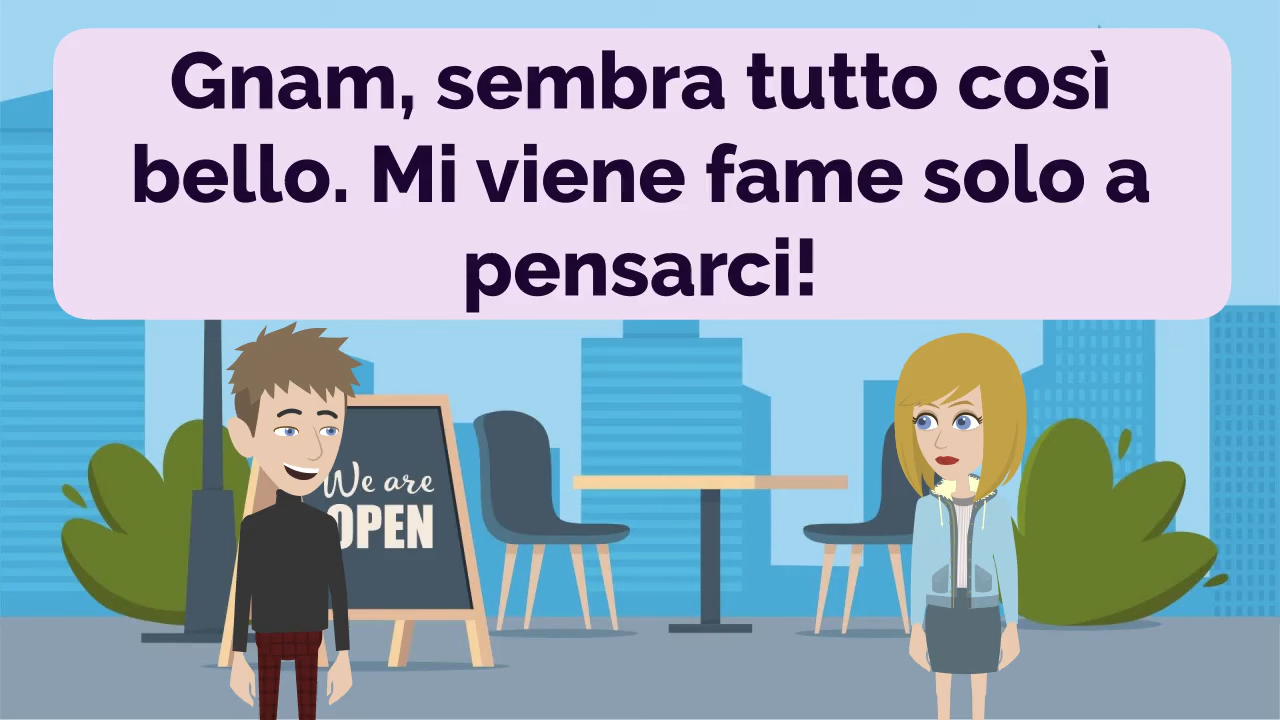 Gnam, sembra tutto così
bello. Mi viene fame solo a
pensarci!
We are
OPEN